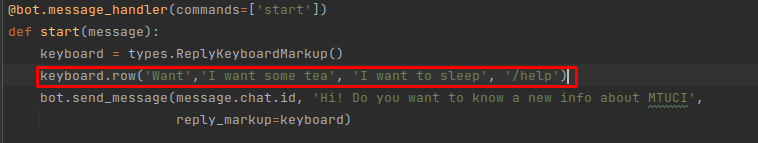 @bot.message_handler(commands=['start'])
def start(message):
    keyboard = types.ReplyKeyboardMarkup()
    keyboard.row('Want','I want some tea', 'I want to sleep', '/help')
    bot.send_message(message.chat.id, 'Hi! Do you want to know a new info about MTUCI',
                     reply_markup=keyboard)